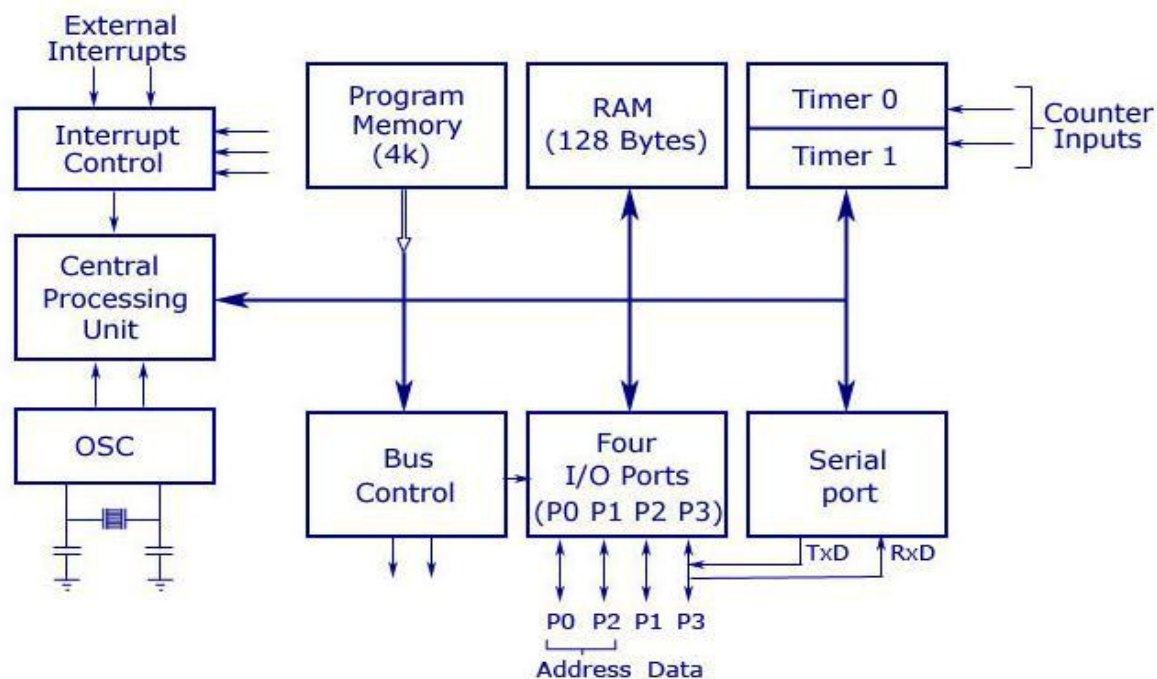 External
Interrupts
Interrupt
Control
Program
Memory
(4k)
RAM
(128 Bytes)
Timer 0
Timer 1
Counter
Inputs
Central
Processing
Unit
OSC
Bus
Control
Four
I/O Ports
(P0 P1 P2 P3)
Serial
port
TxD RxD
P0 P2 P1 P3
Address Data